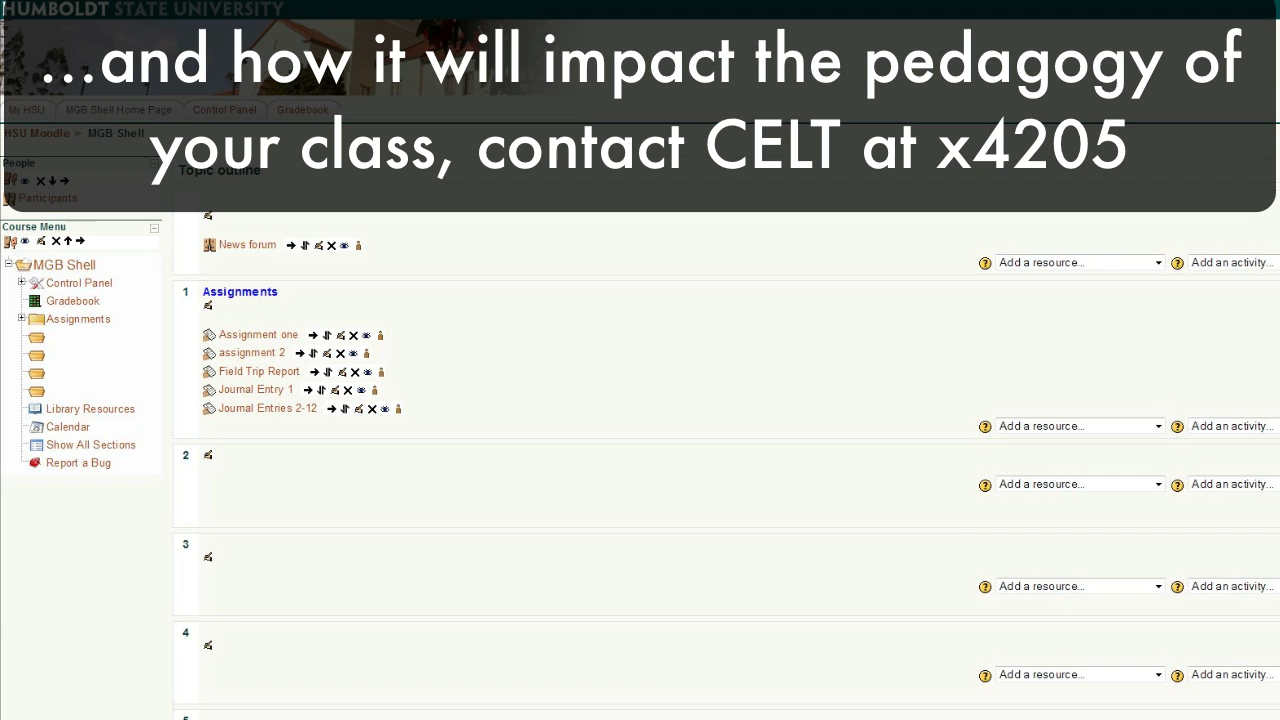 HUMBOLDT STATE UNIVERSITY
...and how it will impact the pedagogy of
your class, contact CELT at x4205
My HSU MGB Shell Home Page Control Panel Gradebook
HSU Moodle ► MGB Shell
People
Participants
Topic outline
Course Menu
MGB Shell
Control Panel
Gradebook
Assignments
Library Resources
Calendar
Show All Sections
Report a Bug
News forum
Add a resource... Add an activity...
1 Assignments
Assignment one
assignment 2
Field Trip Report
Journal Entry 1
Journal Entries 2-12
Add a resource... Add an activity...
2
Add a resource... Add an activity...
3
Add a resource... Add an activity...
4
Add a resource... Add an activity...